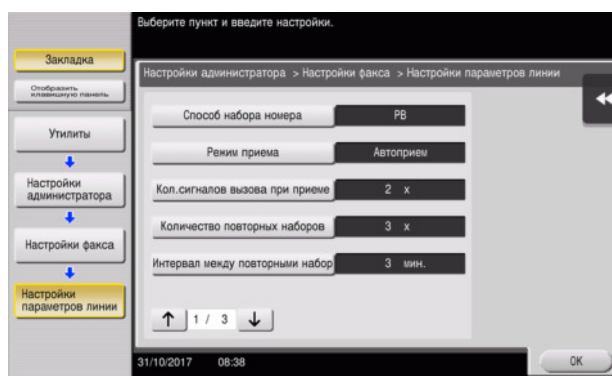 Выберите пункт и введите настройки.
Закладка
Отобразить
клавишную панель
Утилиты
Настройки
администратора
Настройки факса
Настройки
параметров линии
Настройки администратора > Настройки факса > Настройки параметров линии
Способ набора номера PB
Режим приема Автоприем
Кол.сигналов вызова при приеме 2 x
Количество повторных наборов 3 x
Интервал между повторными набор 3 мин.
↑ 1 / 3 ↓
31/10/2017 08:38
OK